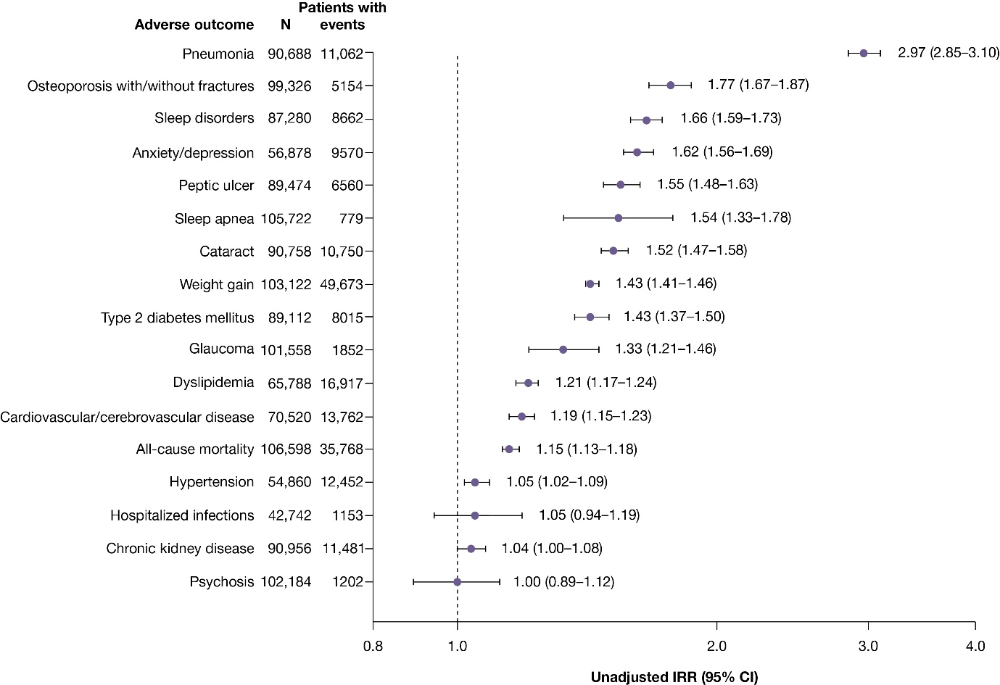 Patients with
Adverse outcome N events
Pneumonia 90,688 11,062 2.97 (2.85–3.10)
Osteoporosis with/without fractures 99,326 5154 1.77 (1.67–1.87)
Sleep disorders 87,280 8662 1.66 (1.59–1.73)
Anxiety/depression 56,878 9570 1.62 (1.56–1.69)
Peptic ulcer 89,474 6560 1.55 (1.48–1.63)
Sleep apnea 105,722 779 1.54 (1.33–1.78)
Cataract 90,758 10,750 1.52 (1.47–1.58)
Weight gain 103,122 49,673 1.43 (1.41–1.46)
Type 2 diabetes mellitus 89,112 8015 1.43 (1.37–1.50)
Glaucoma 101,558 1852 1.33 (1.21–1.46)
Dyslipidemia 65,788 16,917 1.21 (1.17–1.24)
Cardiovascular/cerebrovascular disease 70,520 13,762 1.19 (1.15–1.23)
All-cause mortality 106,598 35,768 1.15 (1.13–1.18)
Hypertension 54,860 12,452 1.05 (1.02–1.09)
Hospitalized infections 42,742 1153 1.05 (0.94–1.19)
Chronic kidney disease 90,956 11,481 1.04 (1.00–1.08)
Psychosis 102,184 1202 1.00 (0.89–1.12)
0.8 1.0 2.0 3.0 4.0
Unadjusted IRR (95% CI)